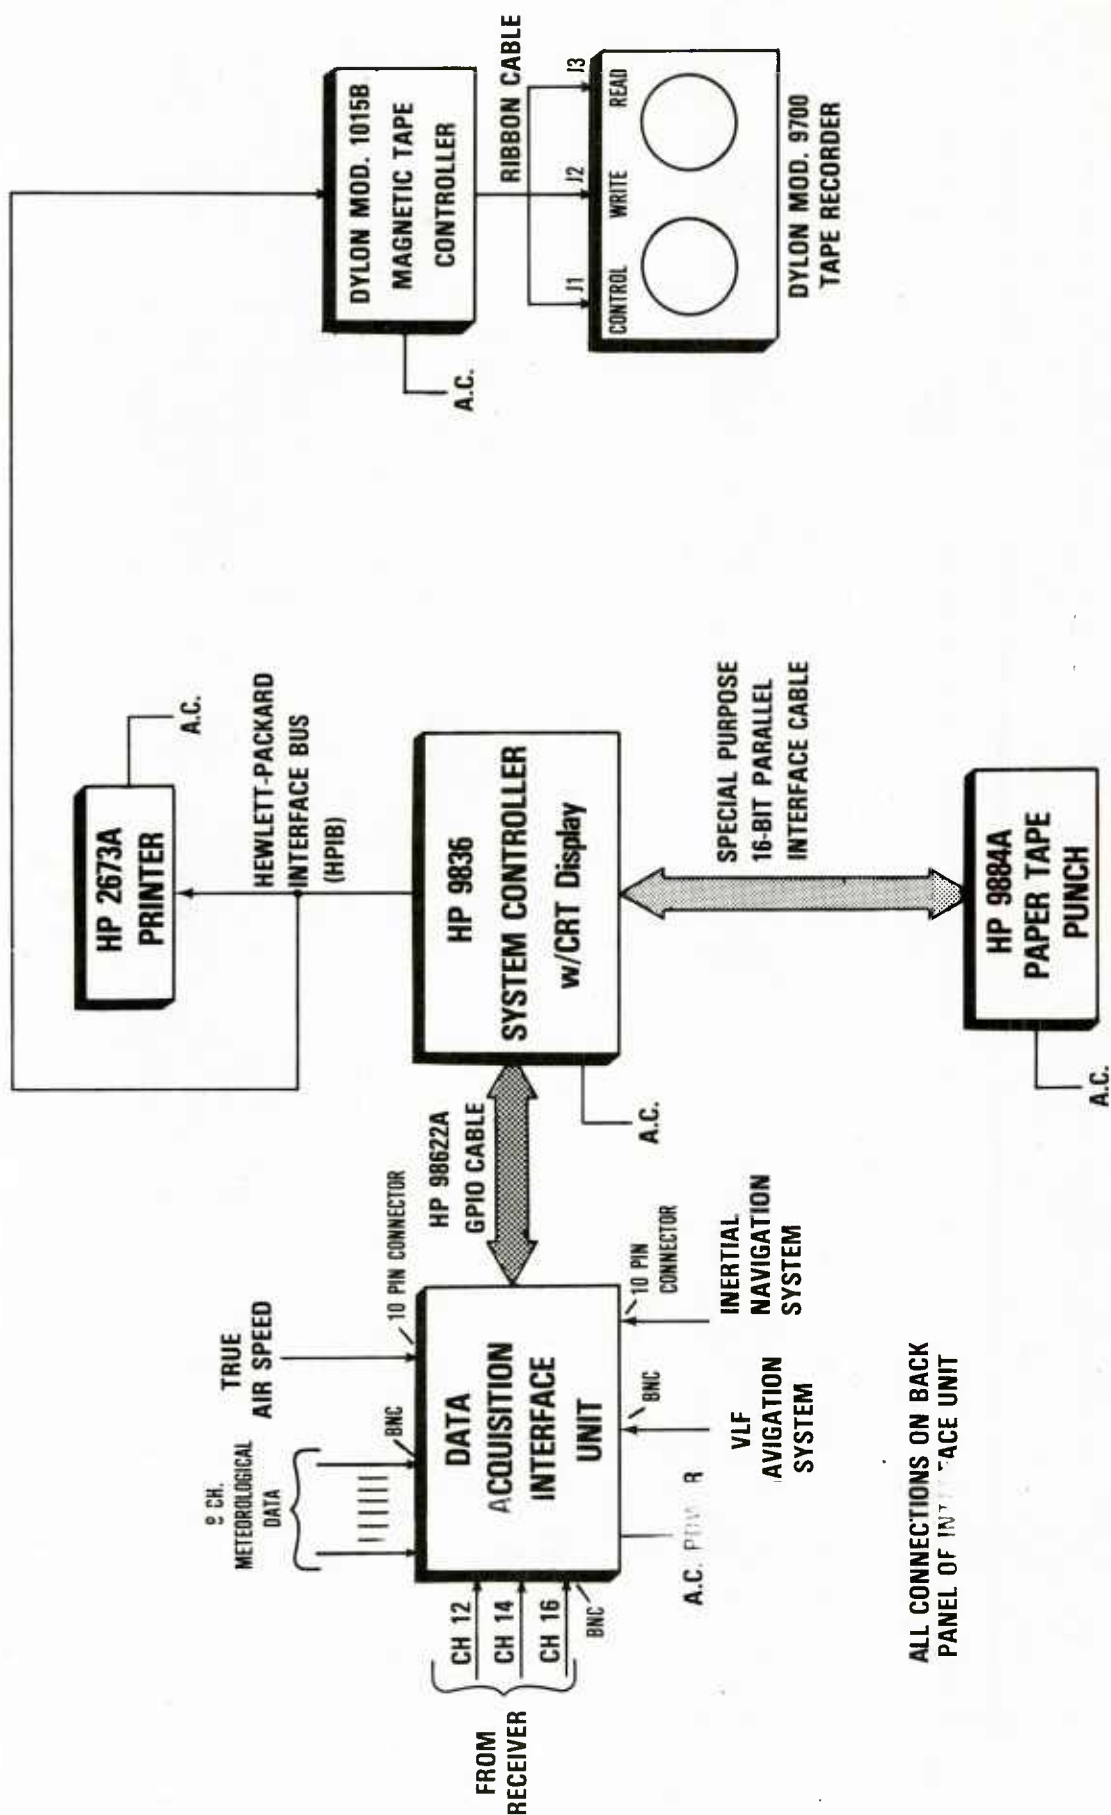 HP 2673A
PRINTER
A.C.
HEWLETT-PACKARD
INTERFACE BUS
(HPIB)
DYLON MOD. 1015B
MAGNETIC TAPE
CONTROLLER
A.C.
RIBBON CABLE
J1
J2
J3
CONTROL
WRITE
READ
DYLON MOD. 9700
TAPE RECORDER
TRUE
AIR SPEED
CH.
METEOROLOGICAL
DATA
BNC
10 PIN CONNECTOR
HP 98622A
GPIO CABLE
HP 9836
SYSTEM CONTROLLER
w/CRT Display
A.C.
FROM
RECEIVER
CH 12
CH 14
CH 16
BNC
DATA
ACQUISITION
INTERFACE
UNIT
A.C.
BNC
VLF
AVIGATION
SYSTEM
10 PIN
CONNECTOR
INERTIAL
NAVIGATION
SYSTEM
SPECIAL PURPOSE
16-BIT PARALLEL
INTERFACE CABLE
HP 9884A
PAPER TAPE
PUNCH
A.C.
ALL CONNECTIONS ON BACK
PANEL OF UNIT